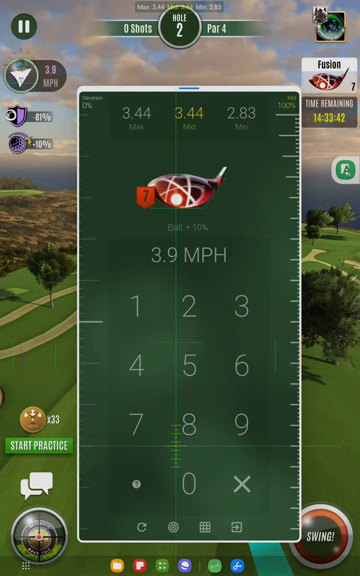 Max: 3,44 Mid: 3,44 Min: 2,83
0 Shots
HOLE
2
Par 4
3.9
MPH
Fusion
7
TIME REMAINING
14:33:42
-81%
+10%
Elevation
0%
Mid
100%
3.44
3.44
2.83
Max
Mid
Min
7
Ball + 10%
3.9 MPH
1 2 3
4 5 6
7 8 9
? 0 ×
x33
START PRACTICE
SWING!